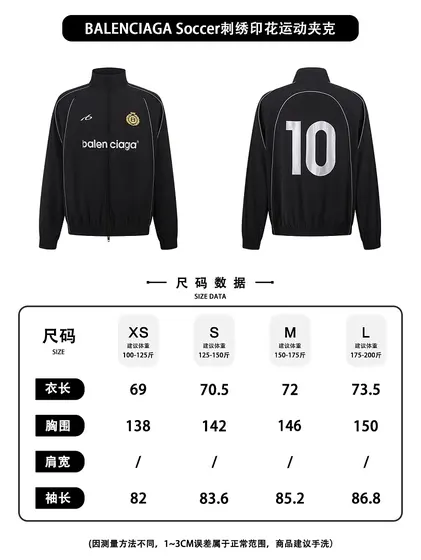 BALENCIAGA Soccer刺绣印花运动夹克
balenciaga
10
尺码数据
SIZE DATA
尺码 XS S M L
SIZE 建议体重 建议体重 建议体重 建议体重
100-125斤 125-150斤 150-175斤 175-200斤
衣长 69 70.5 72 73.5
胸围 138 142 146 150
肩宽 / / / /
袖长 82 83.6 85.2 86.8
(因测量方法不同，1~3CM误差属于正常范围，商品建议手洗)